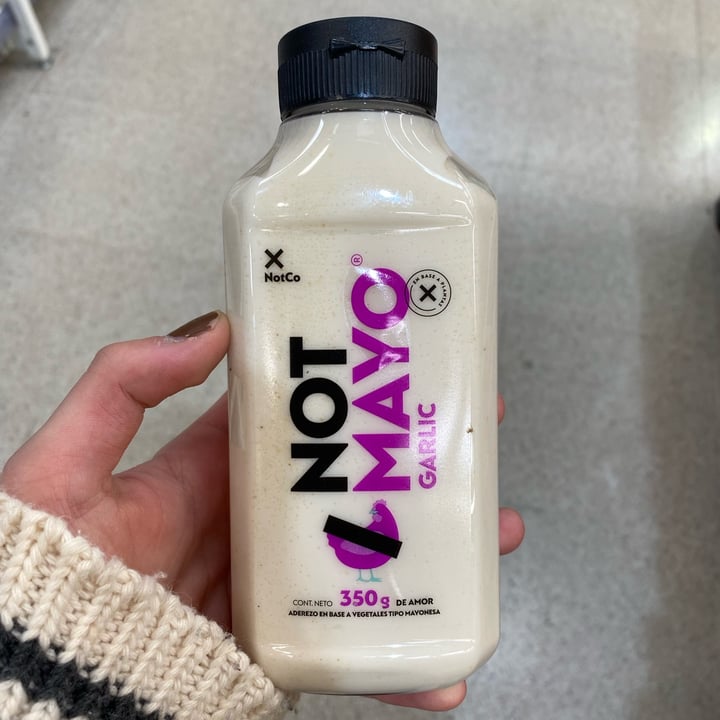 NotCo
EN BASE A PLANTAS
NOT
MAYO®
GARLIC
CONT. NETO 350g DE AMOR
ADEREZO EN BASE A VEGETALES TIPO MAYONESA